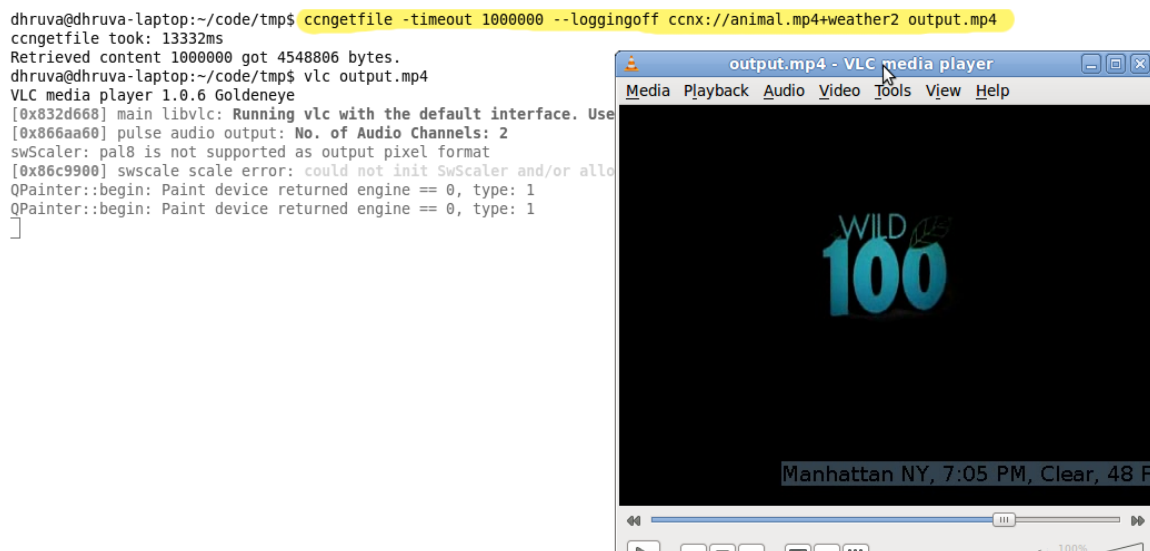 dhruva@dhruva-laptop:~/code/tmp$ ccngetfile -timeout 1000000 --loggingoff ccnx://animal.mp4+weather2 output.mp4
ccngetfile took: 13332ms
Retrieved content 1000000 got 4548806 bytes.
dhruva@dhruva-laptop:~/code/tmp$ vlc output.mp4
VLC media player 1.0.6 Goldeneye
[0x832d668] main libvlc: Running vlc with the default interface. Use
[0x866aa60] pulse audio output: No. of Audio Channels: 2
swScaler: pal8 is not supported as output pixel format
[0x86c9900] swscale scale error: could not init SwScaler and/or allo
QPainter::begin: Paint device returned engine == 0, type: 1
QPainter::begin: Paint device returned engine == 0, type: 1
output.mp4 - VLC media player
Media Playback Audio Video Tools View Help
WILD
100
Manhattan NY, 7:05 PM, Clear, 48 F
100%